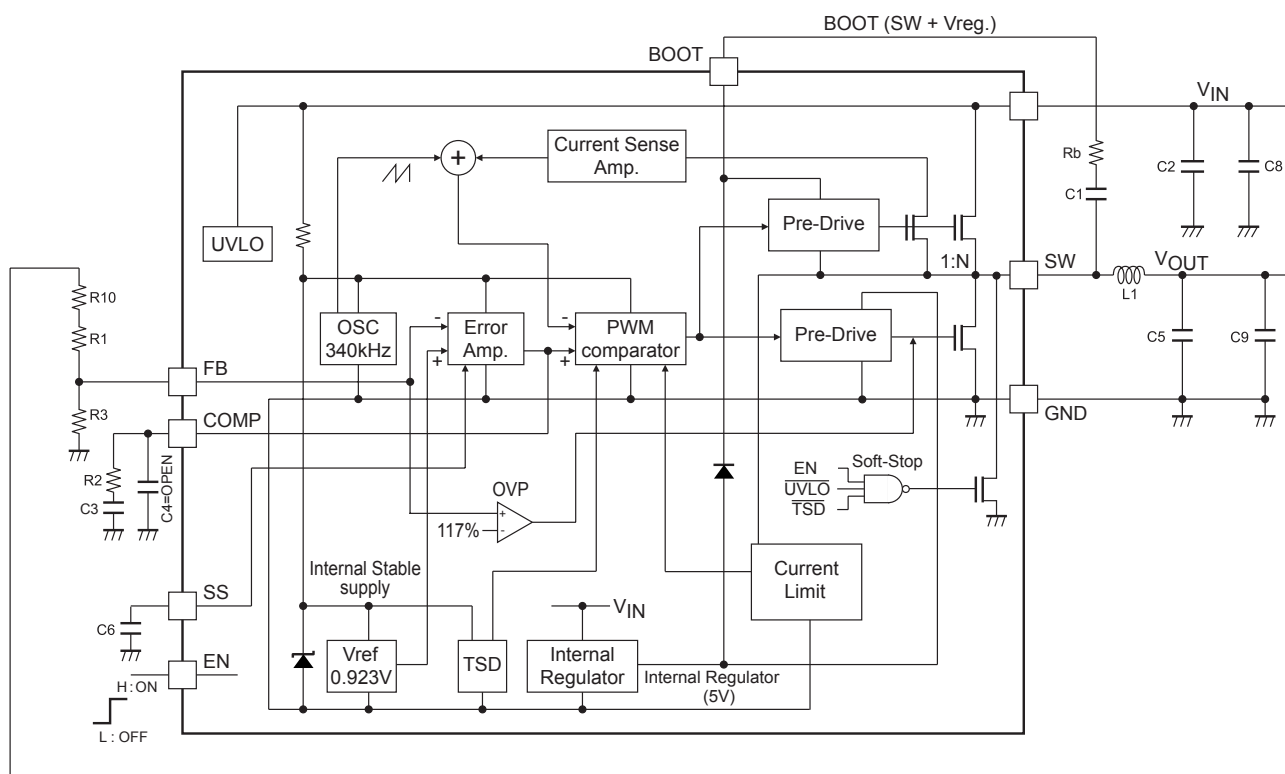 BOOT (SW + Vreg.)
BOOT
VIN
Current Sense
Amp.
+
Rb
C2
C8
C1
Pre-Drive
UVLO
1:N
SW
VOUT
L1
R10
R1
OSC
340kHz
-
Error
Amp.
+
-
PWM
comparator
+
Pre-Drive
C5
C9
FB
R3
COMP
GND
R2
C3
C4=OPEN
OVP
+
-
117%
EN
UVLO
TSD
Soft-Stop
Internal Stable
supply
SS
C6
VIN
Current
Limit
EN
H : ON
L : OFF
Vref
0.923V
TSD
Internal
Regulator
Internal Regulator
(5V)